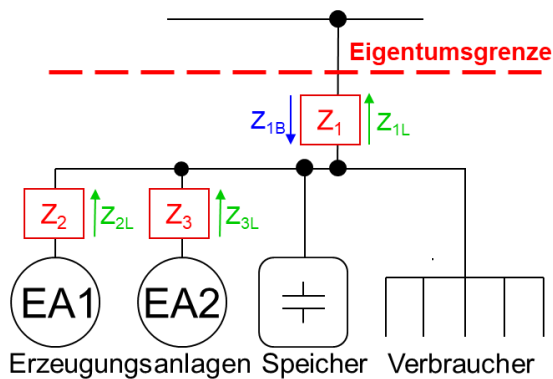 Eigentumsgrenze
Z1B Z1 Z1L
Z2 Z2L Z3 Z3L
EA1 EA2
Erzeugungsanlagen Speicher Verbraucher